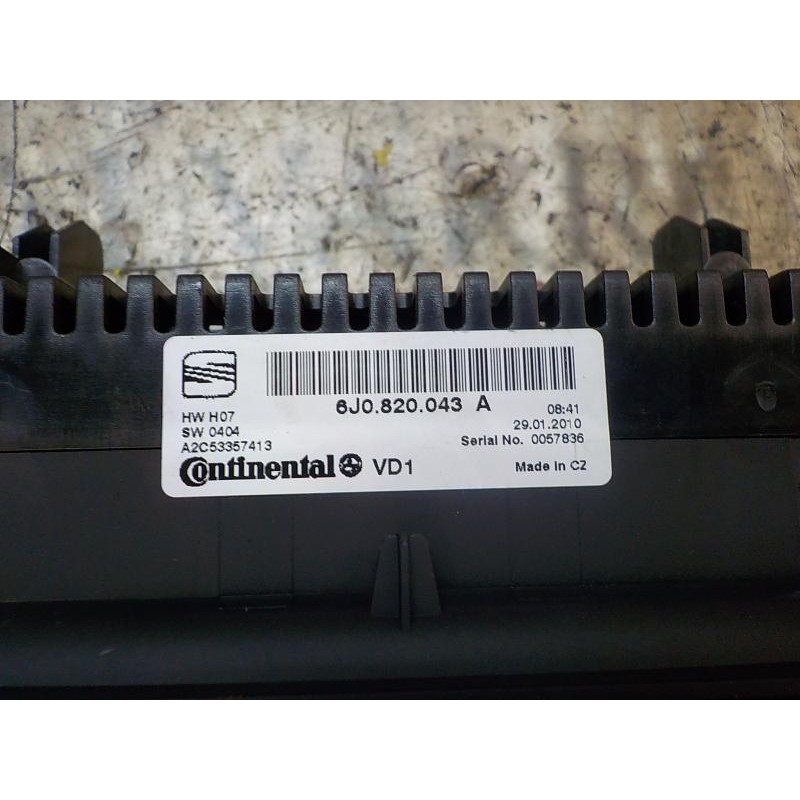 6J0.820.043 A
08:41
HW H07
29.01.2010
SW 0404
Serial No. 0057836
A2C53357413
Continental VD1
Made in CZ